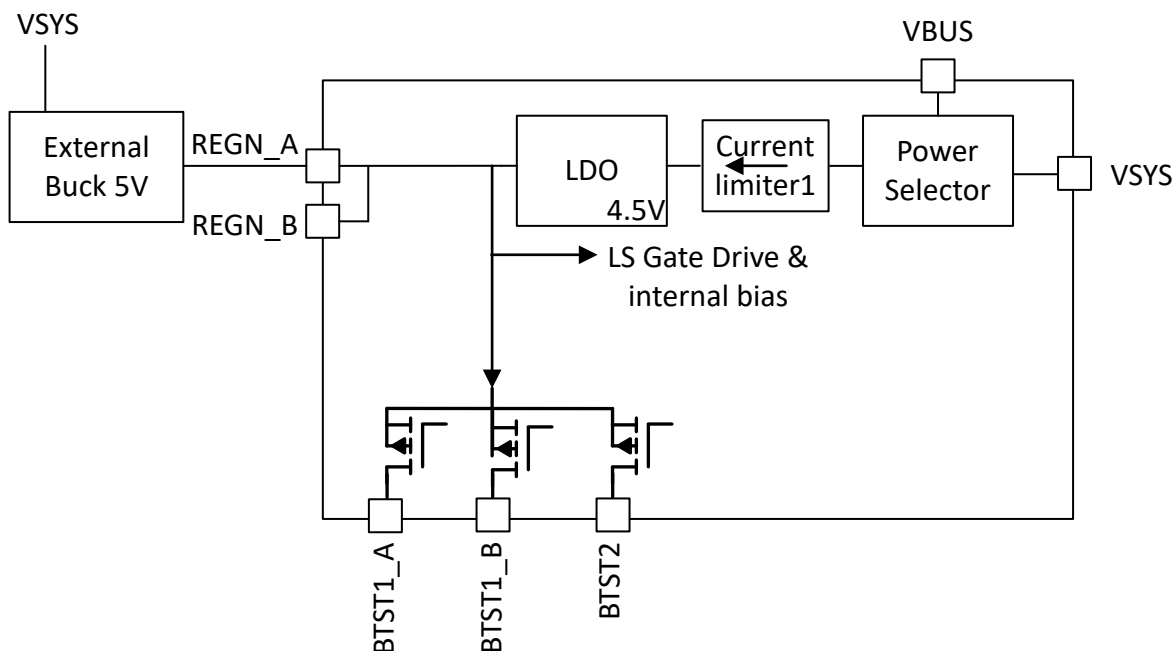 VSYS
VBUS
External
Buck 5V
REGN_A
REGN_B
LDO
4.5V
Current
limiter1
Power
Selector
VSYS
LS Gate Drive &
internal bias
BTST1_A
BTST1_B
BTST2